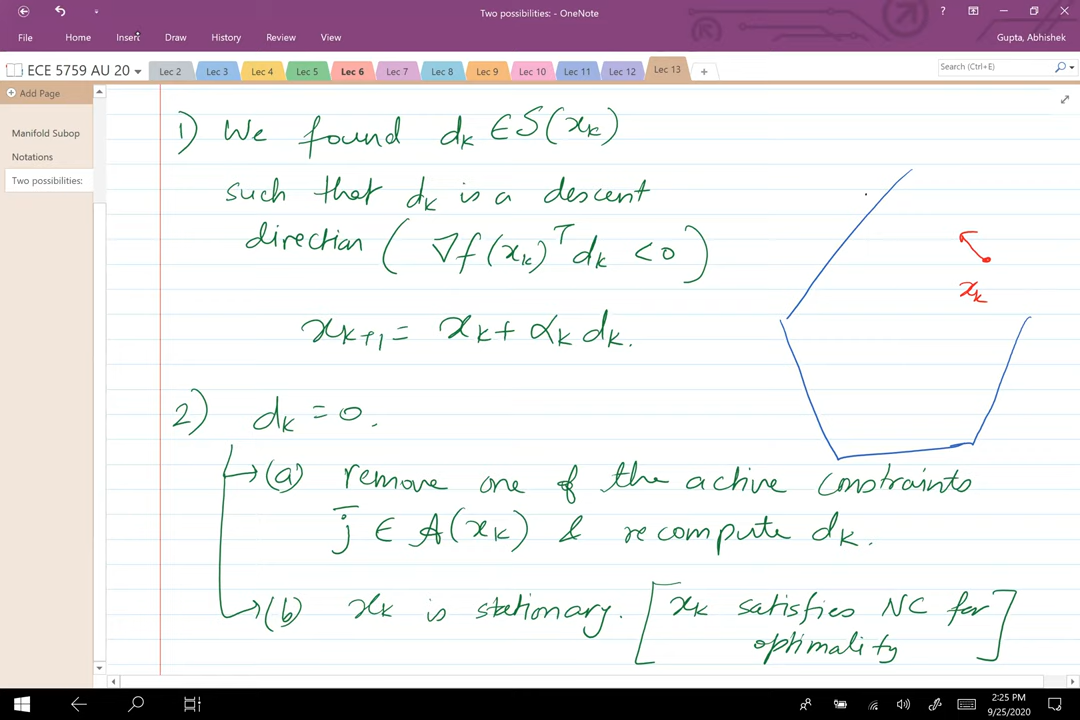 Two possibilities: - OneNote
Gupta, Abhishek
File Home Insert Draw History Review View
ECE 5759 AU 20
Lec 2 Lec 3 Lec 4 Lec 5 Lec 6 Lec 7 Lec 8 Lec 9 Lec 10 Lec 11 Lec 12 Lec 13
Search (Ctrl+E)
Add Page
Manifold Subop
Notations
Two possibilities:
1) We found d_k ∈ S(x_k)
such that d_k is a descent
direction ( ∇f(x_k)^T d_k < 0 )
x_{k+1} = x_k + α_k d_k.
x_k
2) d_k = 0.
→ (a) remove one of the active constraints
j̄ ∈ A(x_k) & recompute d_k.
→ (b) x_k is stationary. [ x_k satisfies NC for
optimality ]
2:25 PM
9/25/2020